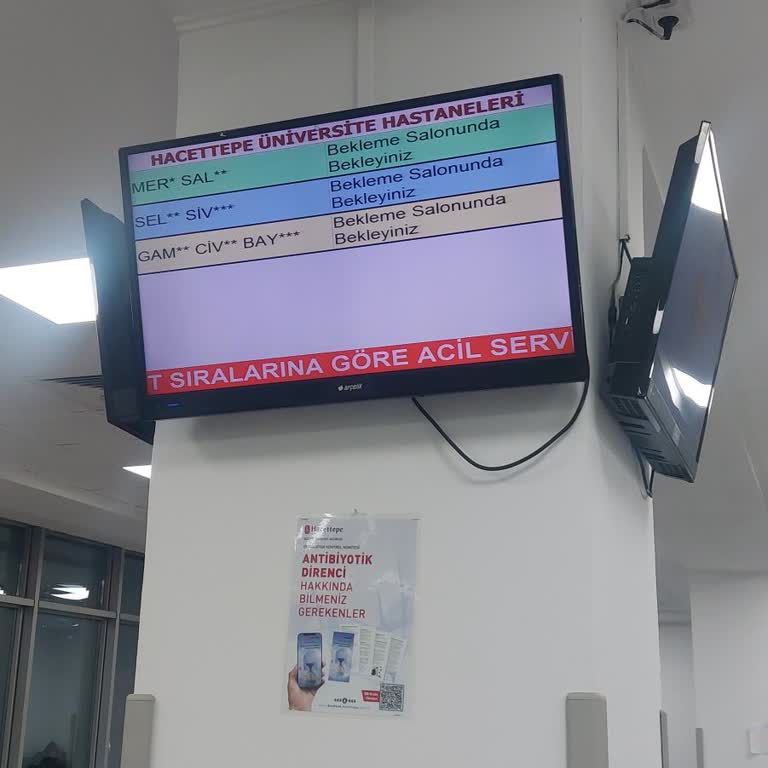 HACETTEPE ÜNİVERSİTE HASTANELERİ
MER* SAL**
Bekleme Salonunda
Bekleyiniz
SEL** SİV***
Bekleme Salonunda
Bekleyiniz
GAM** CİV** BAY***
Bekleme Salonunda
Bekleyiniz
T SIRALARINA GÖRE ACİL SERV
arçelik
Hacettepe
ANTİBİYOTİK
DİRENCİ
HAKKINDA
BİLMENİZ
GEREKENLER